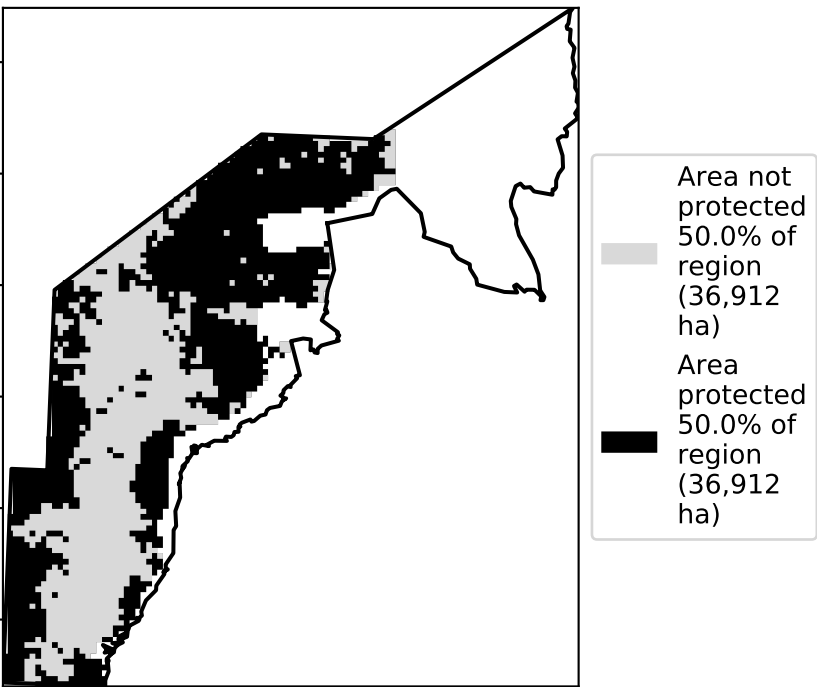 Area not
protected
50.0% of
region
(36,912
ha)
Area
protected
50.0% of
region
(36,912
ha)